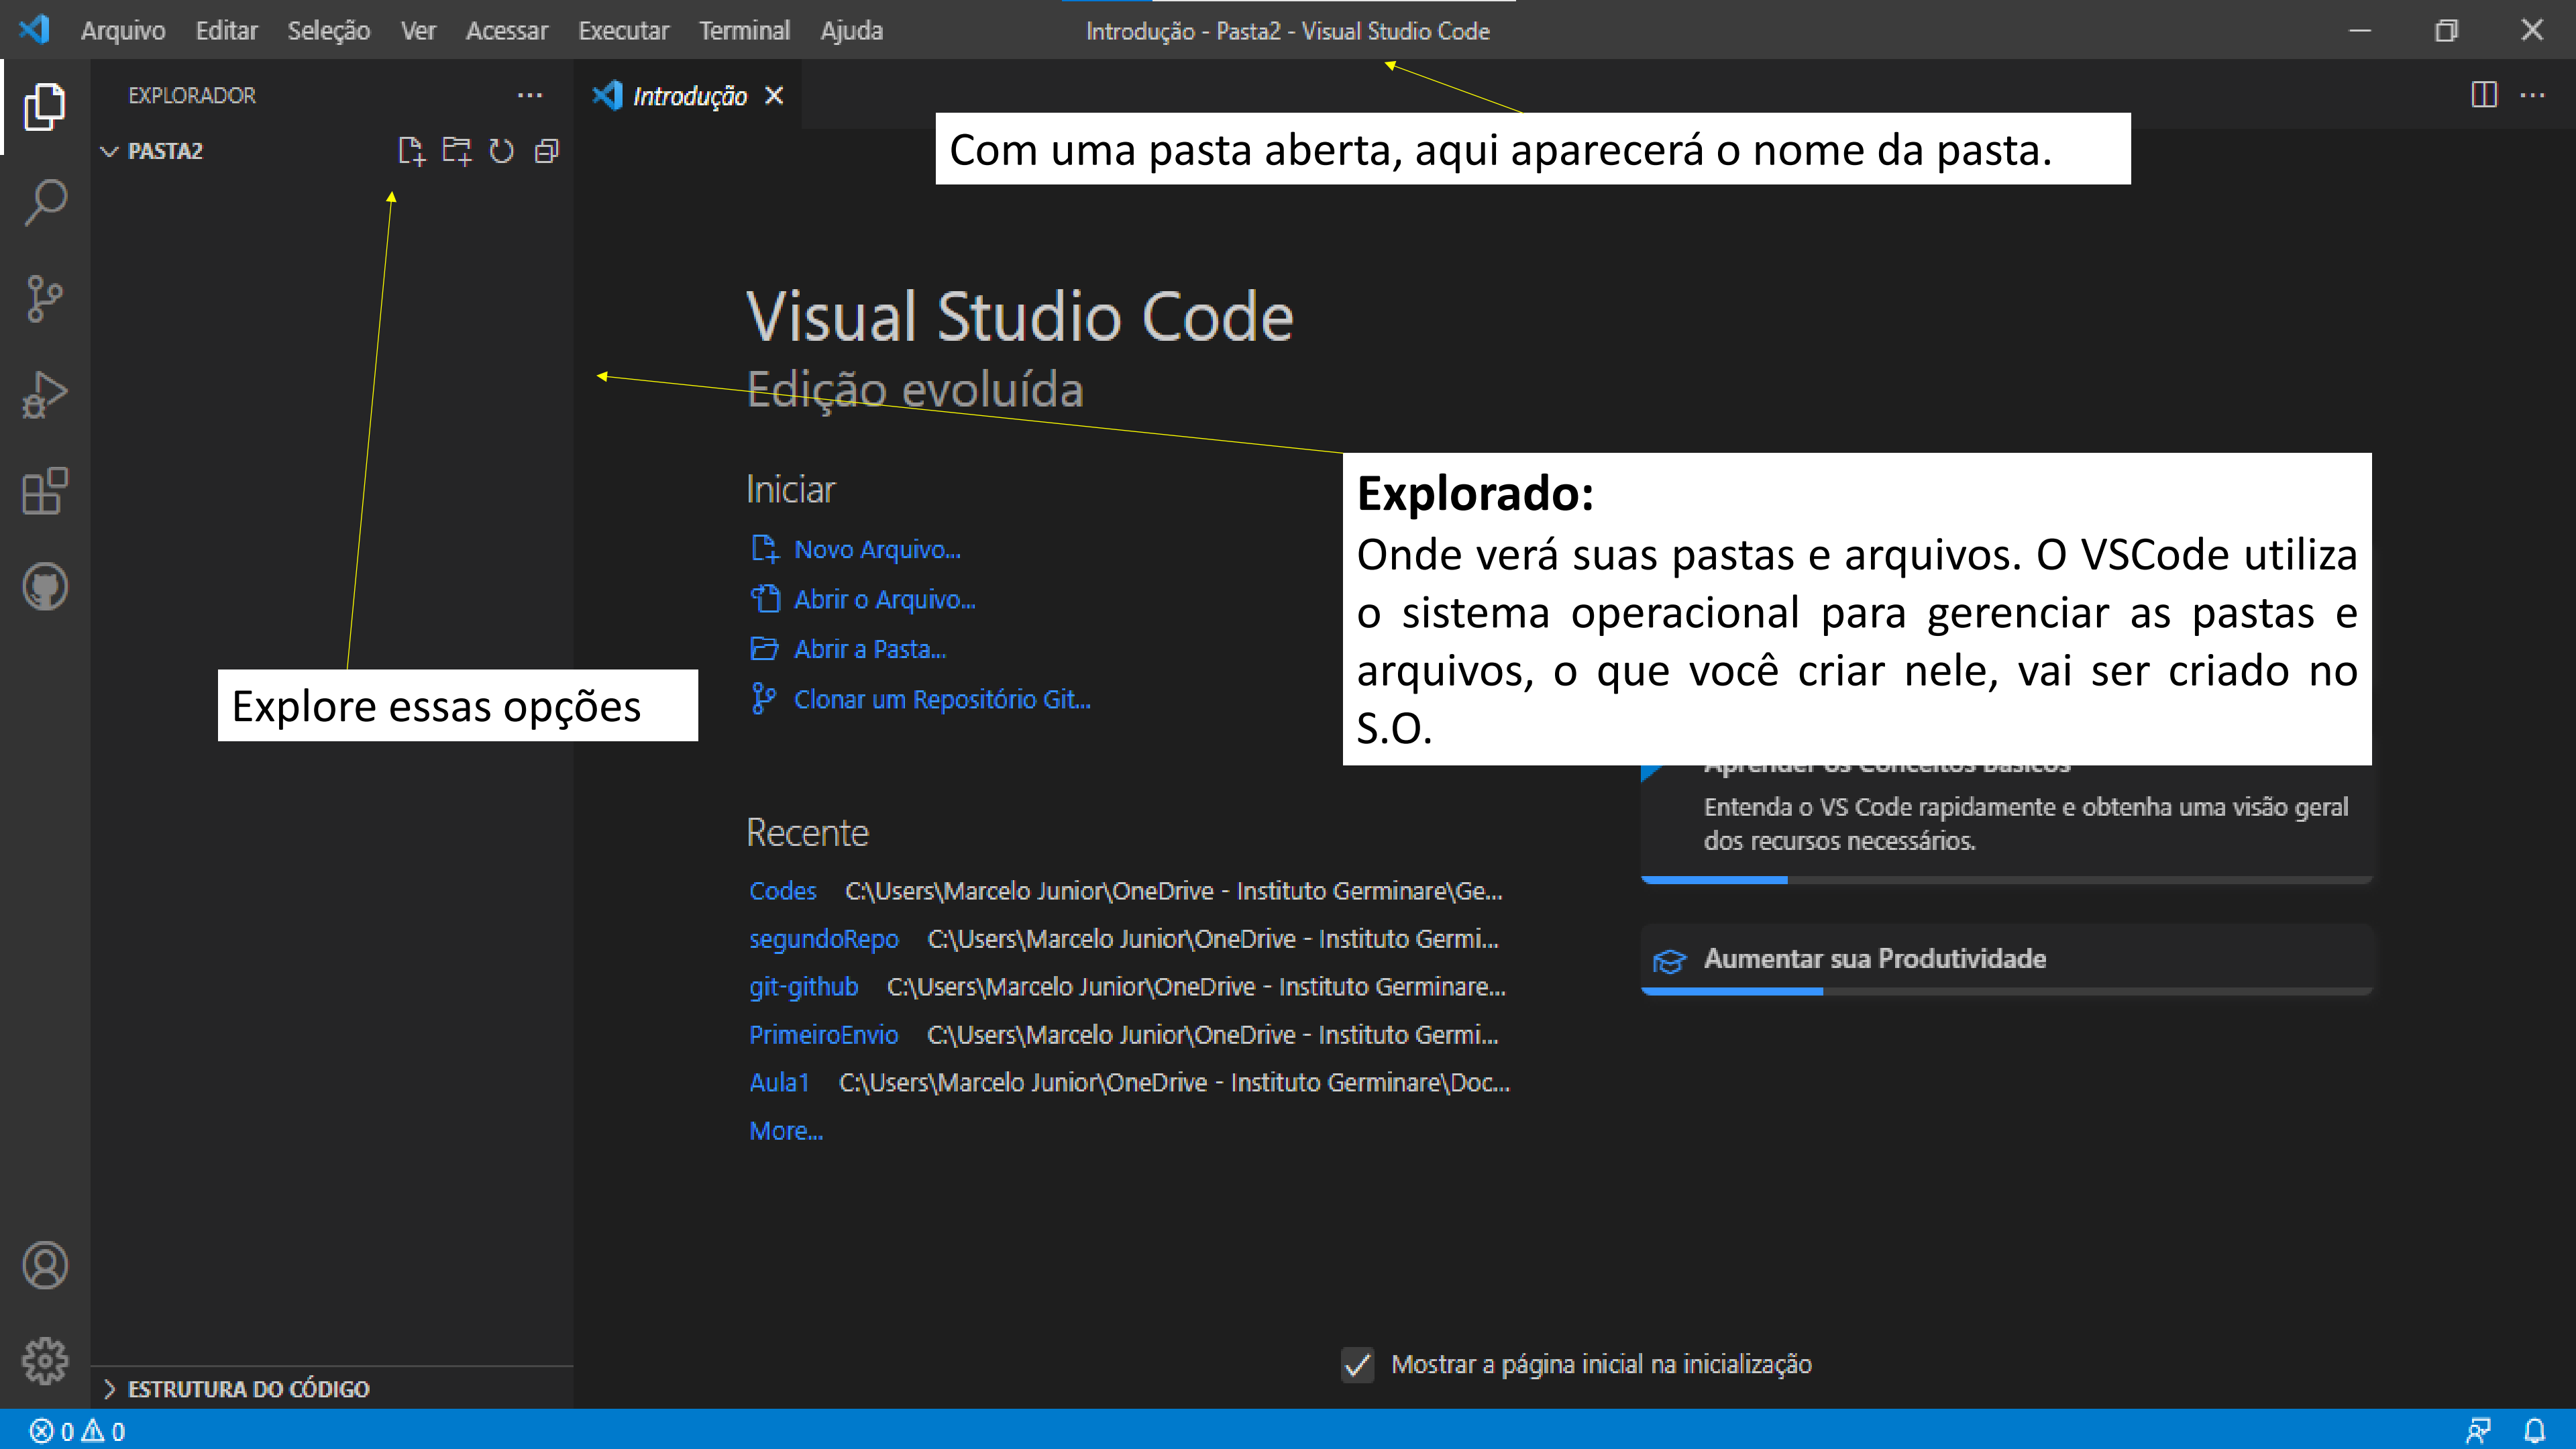 Arquivo Editar Seleção Ver Acessar Executar Terminal Ajuda
Introdução - Pasta2 - Visual Studio Code
EXPLORADOR
Introdução
PASTA2
Com uma pasta aberta, aqui aparecerá o nome da pasta.
Visual Studio Code
Edição evoluída
Iniciar
Novo Arquivo...
Abrir o Arquivo...
Abrir a Pasta...
Clonar um Repositório Git...
Explorado:
Onde verá suas pastas e arquivos. O VSCode utiliza
o sistema operacional para gerenciar as pastas e
arquivos, o que você criar nele, vai ser criado no
S.O.
Explore essas opções
Aprender os Conceitos Básicos
Entenda o VS Code rapidamente e obtenha uma visão geral
dos recursos necessários.
Recente
Codes C:\Users\Marcelo Junior\OneDrive - Instituto Germinare\Ge...
segundoRepo C:\Users\Marcelo Junior\OneDrive - Instituto Germi...
git-github C:\Users\Marcelo Junior\OneDrive - Instituto Germinare...
PrimeiroEnvio C:\Users\Marcelo Junior\OneDrive - Instituto Germi...
Aula1 C:\Users\Marcelo Junior\OneDrive - Instituto Germinare\Doc...
More...
Aumentar sua Produtividade
Mostrar a página inicial na inicialização
ESTRUTURA DO CÓDIGO
0 0